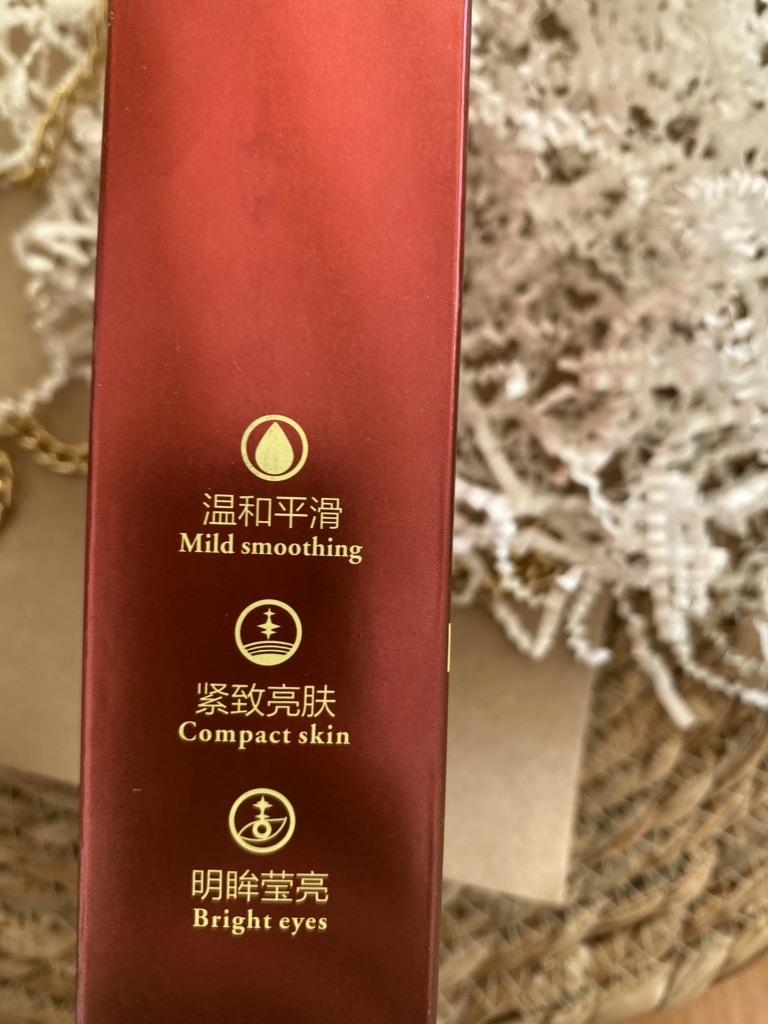 温和平滑
Mild smoothing
紧致亮肤
Compact skin
明眸莹亮
Bright eyes